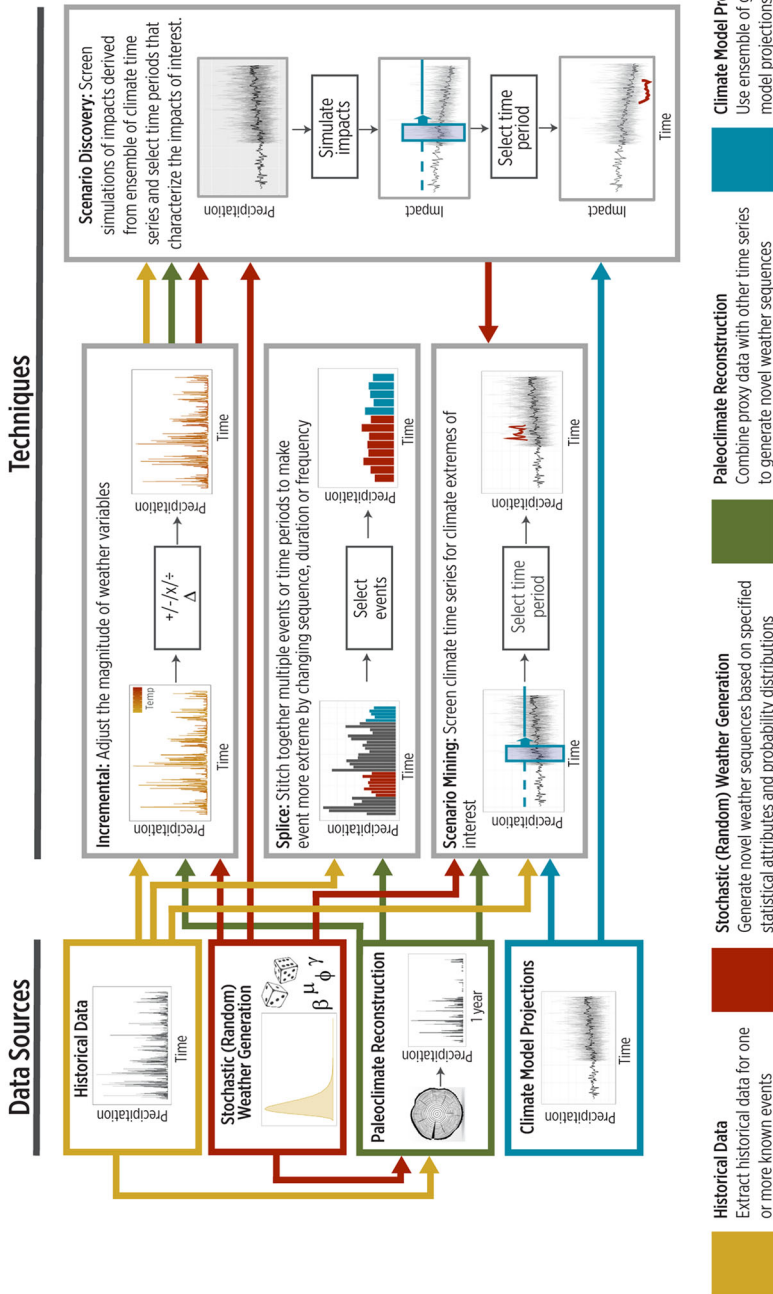 Data Sources
Techniques
Historical Data
Precipitation
Time
Stochastic (Random)
Weather Generation
β μ ϕ γ
Paleoclimate Reconstruction
Precipitation
1 year
Climate Model Projections
Precipitation
Time
Incremental: Adjust the magnitude of weather variables
Precipitation
Temp
Time
+/-/x/÷
Δ
Precipitation
Time
Splice: Stitch together multiple events or time periods to make
event more extreme by changing sequence, duration or frequency
Precipitation
Time
Select
events
Precipitation
Time
Scenario Mining: Screen climate time series for climate extremes of
interest
Precipitation
Time
Select time
period
Precipitation
Time
Scenario Discovery: Screen
simulations of impacts derived
from ensemble of climate time
series and select time periods that
characterize the impacts of interest.
Precipitation
Simulate
impacts
Impact
Select time
period
Impact
Time
Historical Data
Extract historical data for one
or more known events
Stochastic (Random) Weather Generation
Generate novel weather sequences based on specified
statistical attributes and probability distributions
Paleoclimate Reconstruction
Combine proxy data with other time series
to generate novel weather sequences
Climate Model
Use ensemble of
model projections